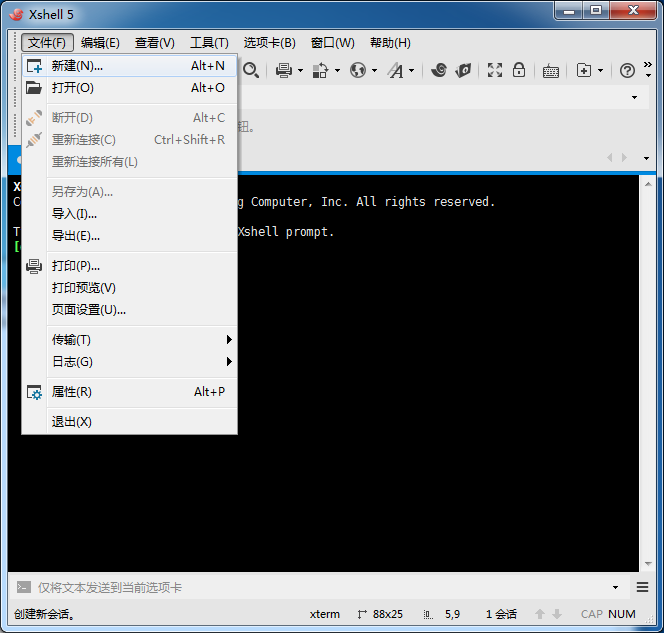 Xshell 5
文件(F) 编辑(E) 查看(V) 工具(T) 选项卡(B) 窗口(W) 帮助(H)
新建(N)... Alt+N
打开(O) Alt+O
断开(D) Alt+C
重新连接(C) Ctrl+Shift+R
重新连接所有(L)
另存为(A)...
导入(I)...
导出(E)...
打印(P)...
打印预览(V)
页面设置(U)...
传输(T)
日志(G)
属性(R) Alt+P
退出(X)
钮。
X
C
g Computer, Inc. All rights reserved.
T
Xshell prompt.
[
仅将文本发送到当前选项卡
创建新会话。 xterm 88x25 5,9 1 会话 CAP NUM